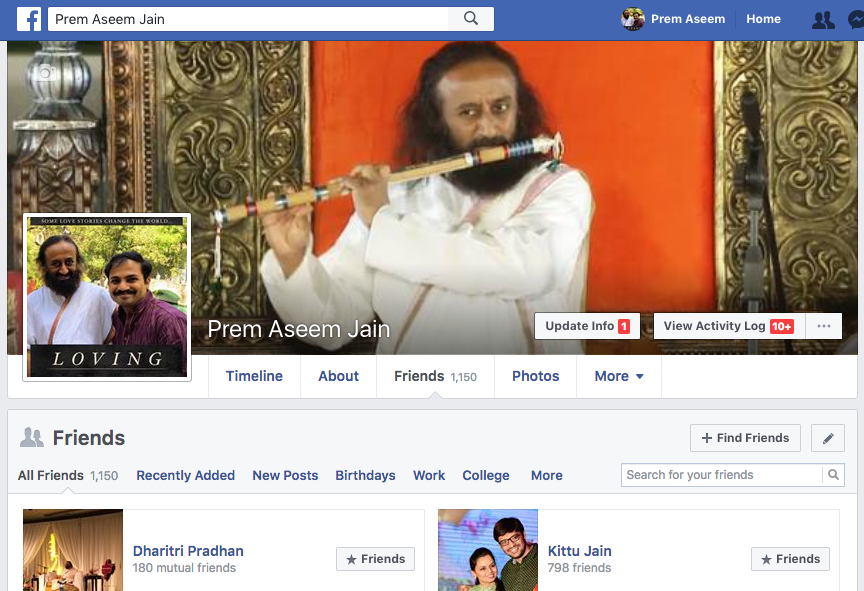 f
Prem Aseem Jain
Prem Aseem
Home
SOME LOVE STORIES CHANGE THE WORLD...
LOVING
Prem Aseem Jain
Update Info 1
View Activity Log 10+
...
Timeline
About
Friends 1,150
Photos
More
Friends
+ Find Friends
All Friends 1,150
Recently Added
New Posts
Birthdays
Work
College
More
Search for your friends
Dharitri Pradhan
180 mutual friends
Friends
Kittu Jain
798 friends
Friends